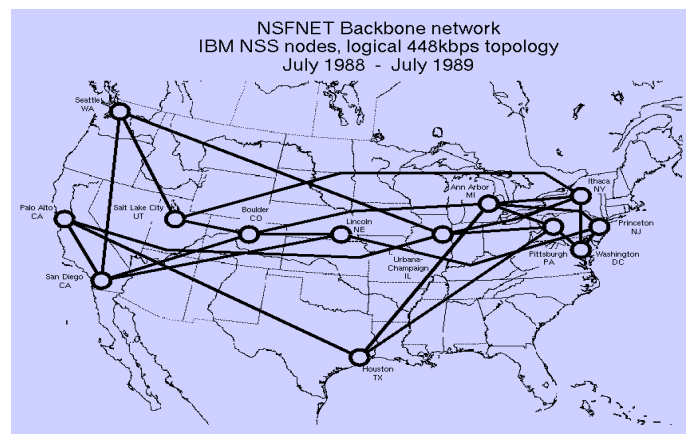 NSFNET Backbone network
IBM NSS nodes, logical 448kbps topology
July 1988 - July 1989
Seattle
WA
Ann Arbor
MI
Ithaca
NY
Palo Alto
CA
Salt Lake City
UT
Boulder
CO
Lincoln
NE
Princeton
NJ
Urbana-
Champaign
IL
Pittsburgh
PA
Washington
DC
San Diego
CA
Houston
TX